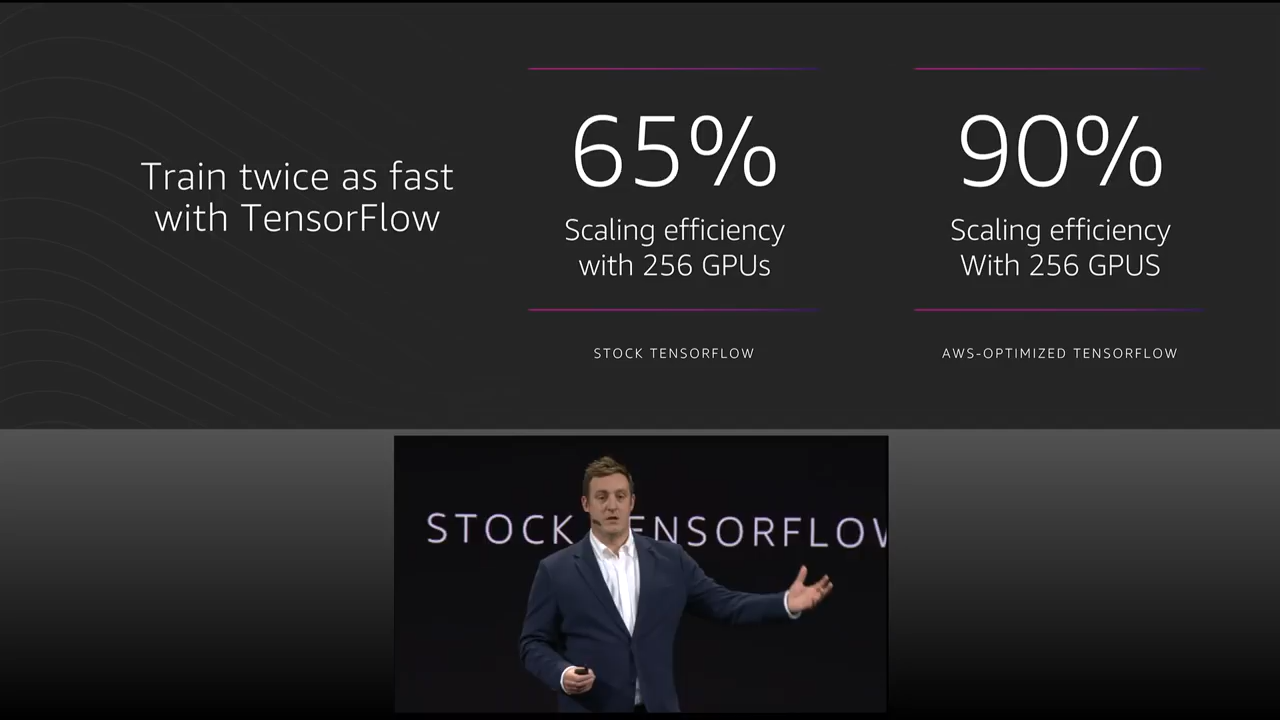 Train twice as fast
with TensorFlow
65%
Scaling efficiency
with 256 GPUs
STOCK TENSORFLOW
90%
Scaling efficiency
With 256 GPUS
AWS-OPTIMIZED TENSORFLOW
STOCK ENSORFLOW